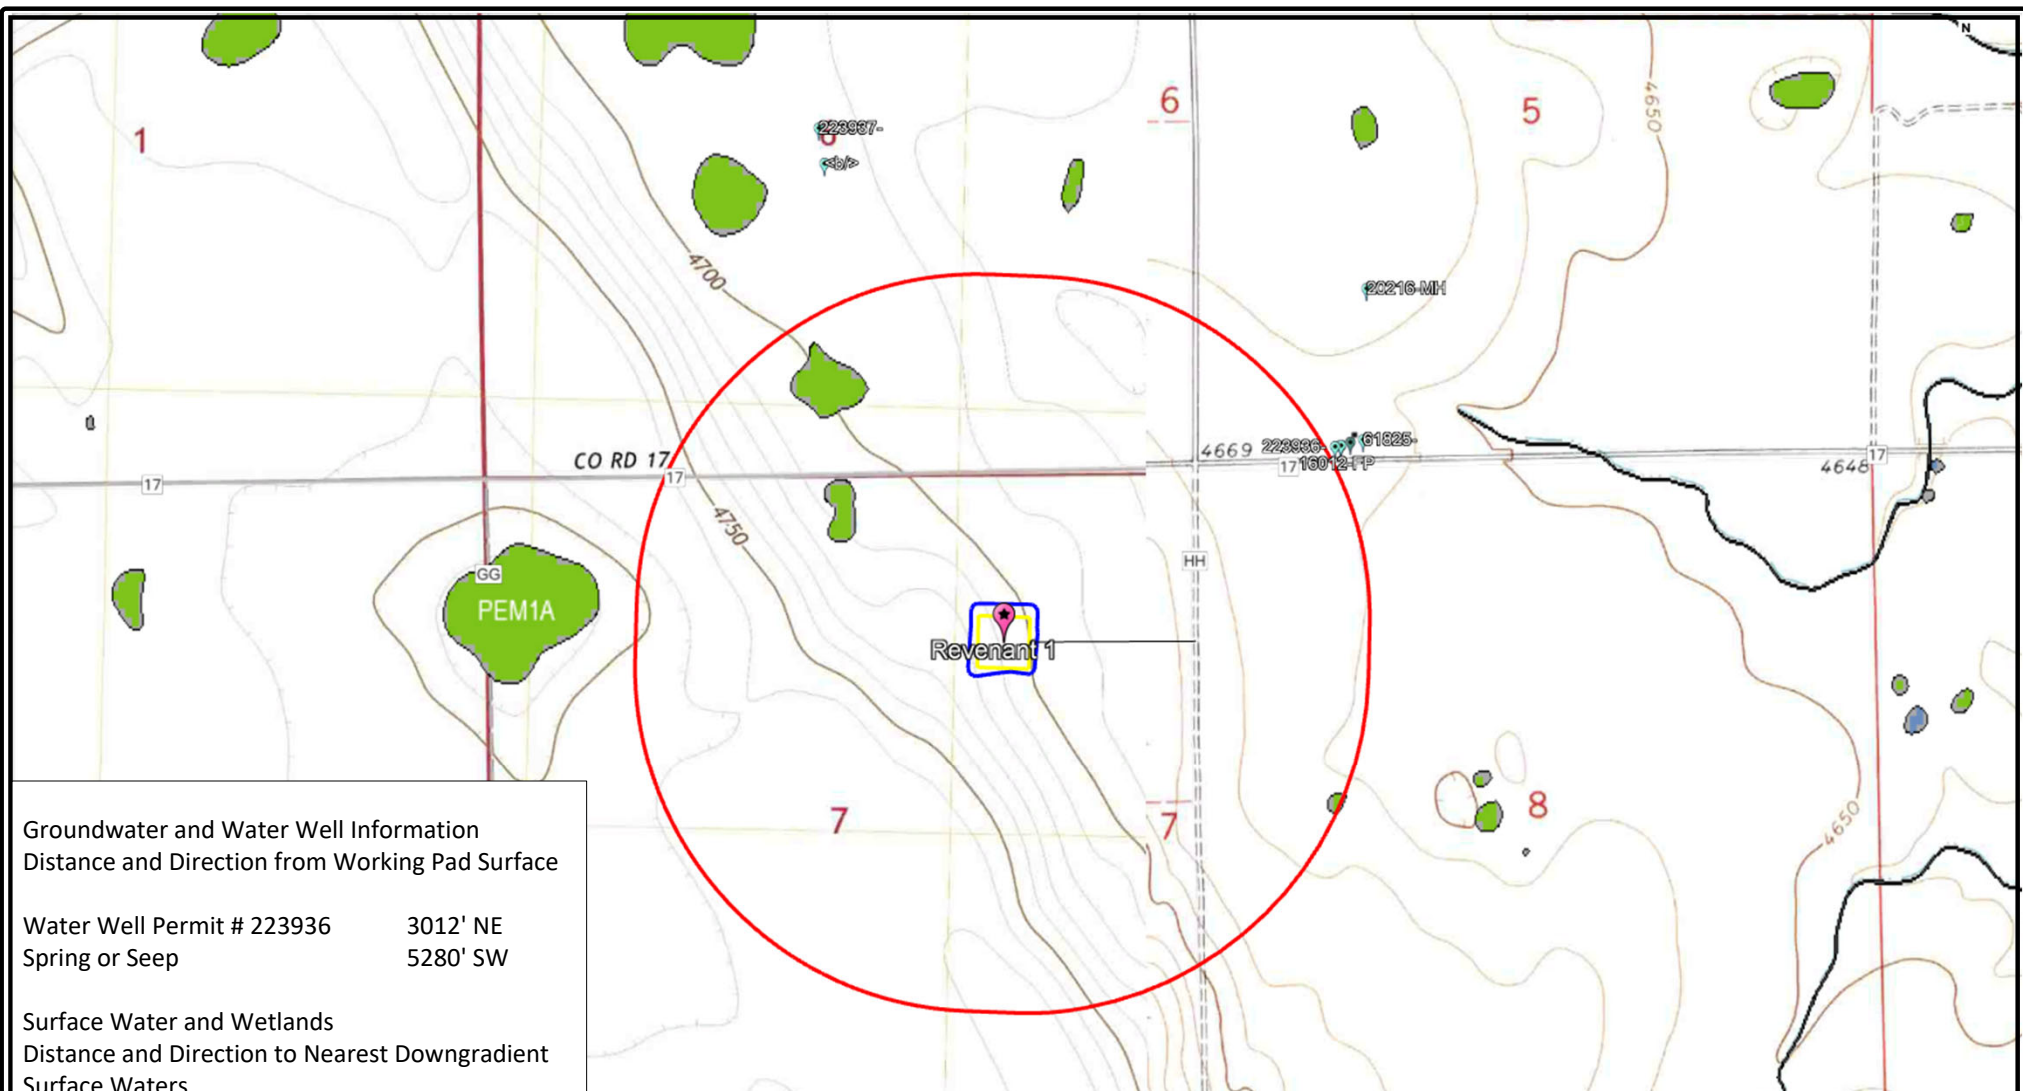 N
6
5
1
4650
223937-
6
<b/>
4700
20216-MH
CO RD 17
17
17
4669
223936-
61825-
17
16012-FP
17
4648
4750
HH
GG
PEM1A
Revenant 1
7
7
8
4650
Groundwater and Water Well Information
Distance and Direction from Working Pad Surface
Water Well Permit # 223936 3012' NE
Spring or Seep 5280' SW
Surface Water and Wetlands
Distance and Direction to Nearest Downgradient
Surface Waters